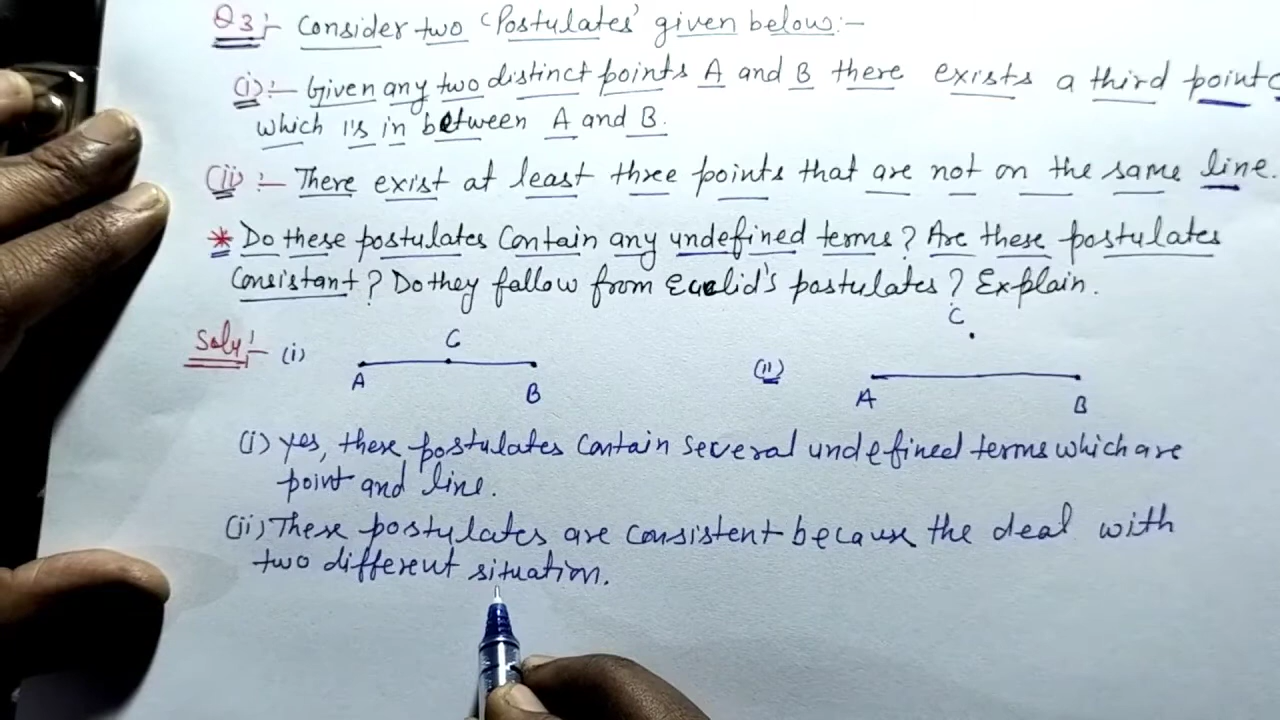 Q3:- Consider two 'Postulates' given below:-
(i):- Given any two distinct points A and B there exists a third point C
which is in between A and B.
(ii):- There exist at least three points that are not on the same line.
* Do these postulates Contain any undefined terms? Are these postulates
Consistant? Do they follow from Euclid's postulates? Explain.
Soly:- (i) A C B (ii) A B C
(i) yes, these postulates Contain several undefined terms which are
point and line.
(ii) These postulates are consistent because the deal with
two different situation.